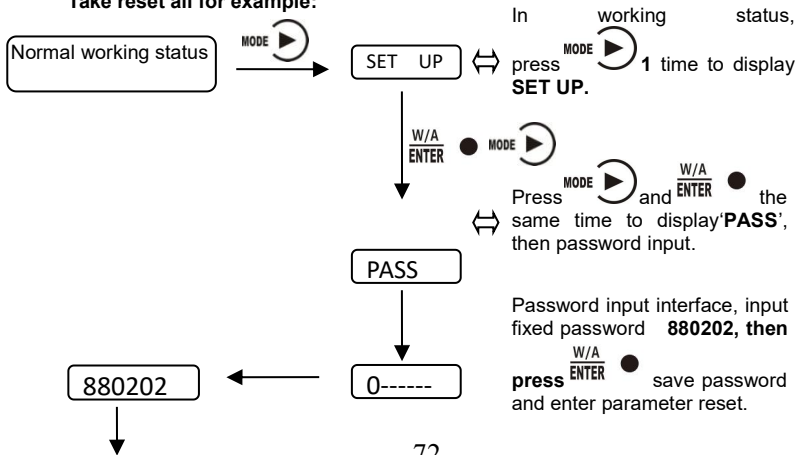 Take reset all for example:
Normal working status
MODE
SET UP
In working status,
press MODE 1 time to display
SET UP.
W/A
ENTER
MODE
Press MODE and W/A ENTER the
same time to display‘PASS’,
then password input.
PASS
Password input interface, input
fixed password 880202, then
press W/A ENTER save password
and enter parameter reset.
0------
880202
72